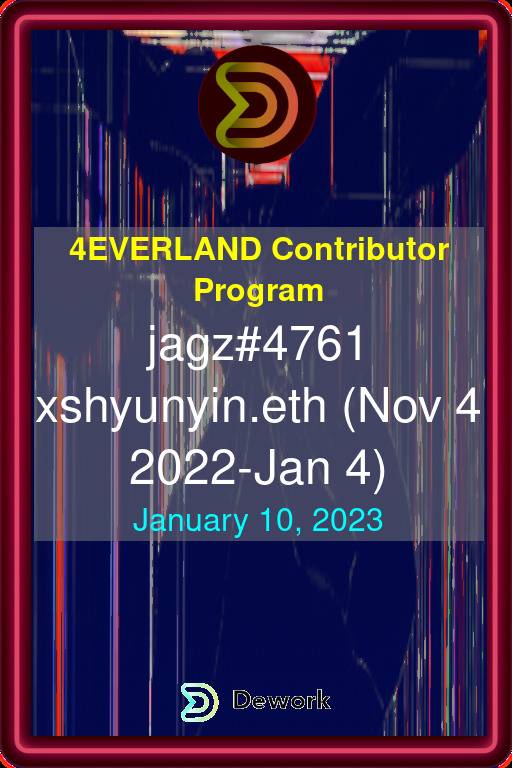 4EVERLAND Contributor
Program
jagz#4761
xshyunyin.eth (Nov 4
2022-Jan 4)
January 10, 2023
Dework